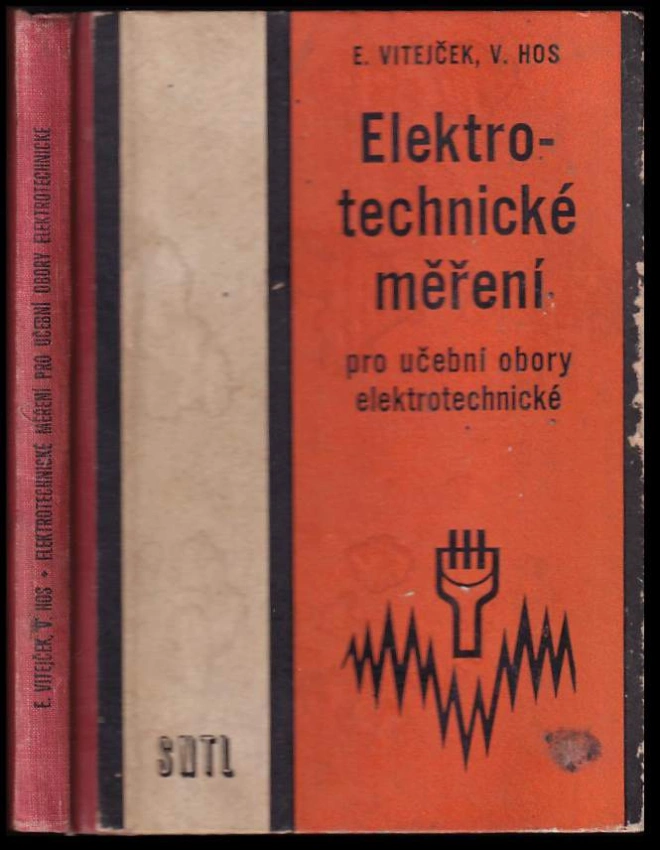 E. VITEJČEK, V. HOS • ELEKTROTECHNICKÉ MĚŘENÍ PRO UČEBNÍ OBORY ELEKTROTECHNICKÉ
E. VITEJČEK, V. HOS
Elektro-
technické
měření
pro učební obory
elektrotechnické
SNTL